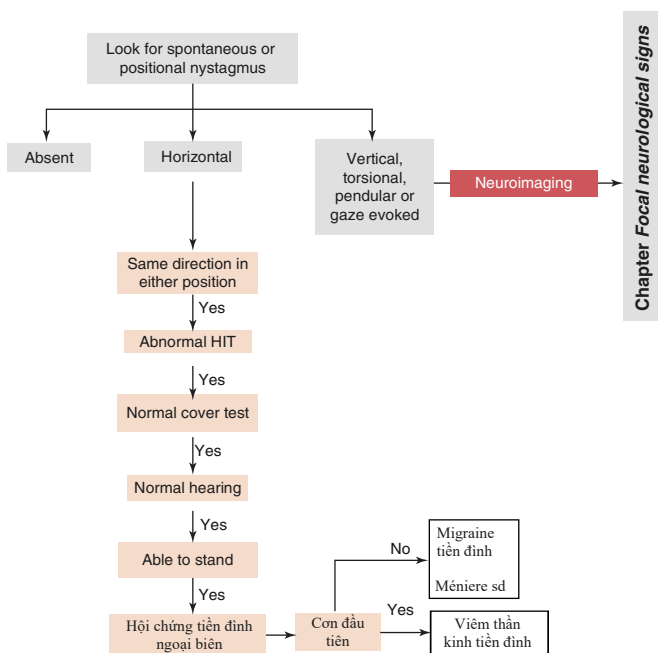 Look for spontaneous or
positional nystagmus
Absent
Horizontal
Vertical,
torsional,
pendular or
gaze evoked
Neuroimaging
Chapter Focal neurological signs
Same direction in
either position
Yes
Abnormal HIT
Yes
Normal cover test
Yes
Normal hearing
Yes
Able to stand
Yes
Hội chứng tiền đình
ngoại biên
Cơn đầu
tiên
No
Migraine
tiền đình
Méniere sd
Yes
Viêm thần
kinh tiền đình